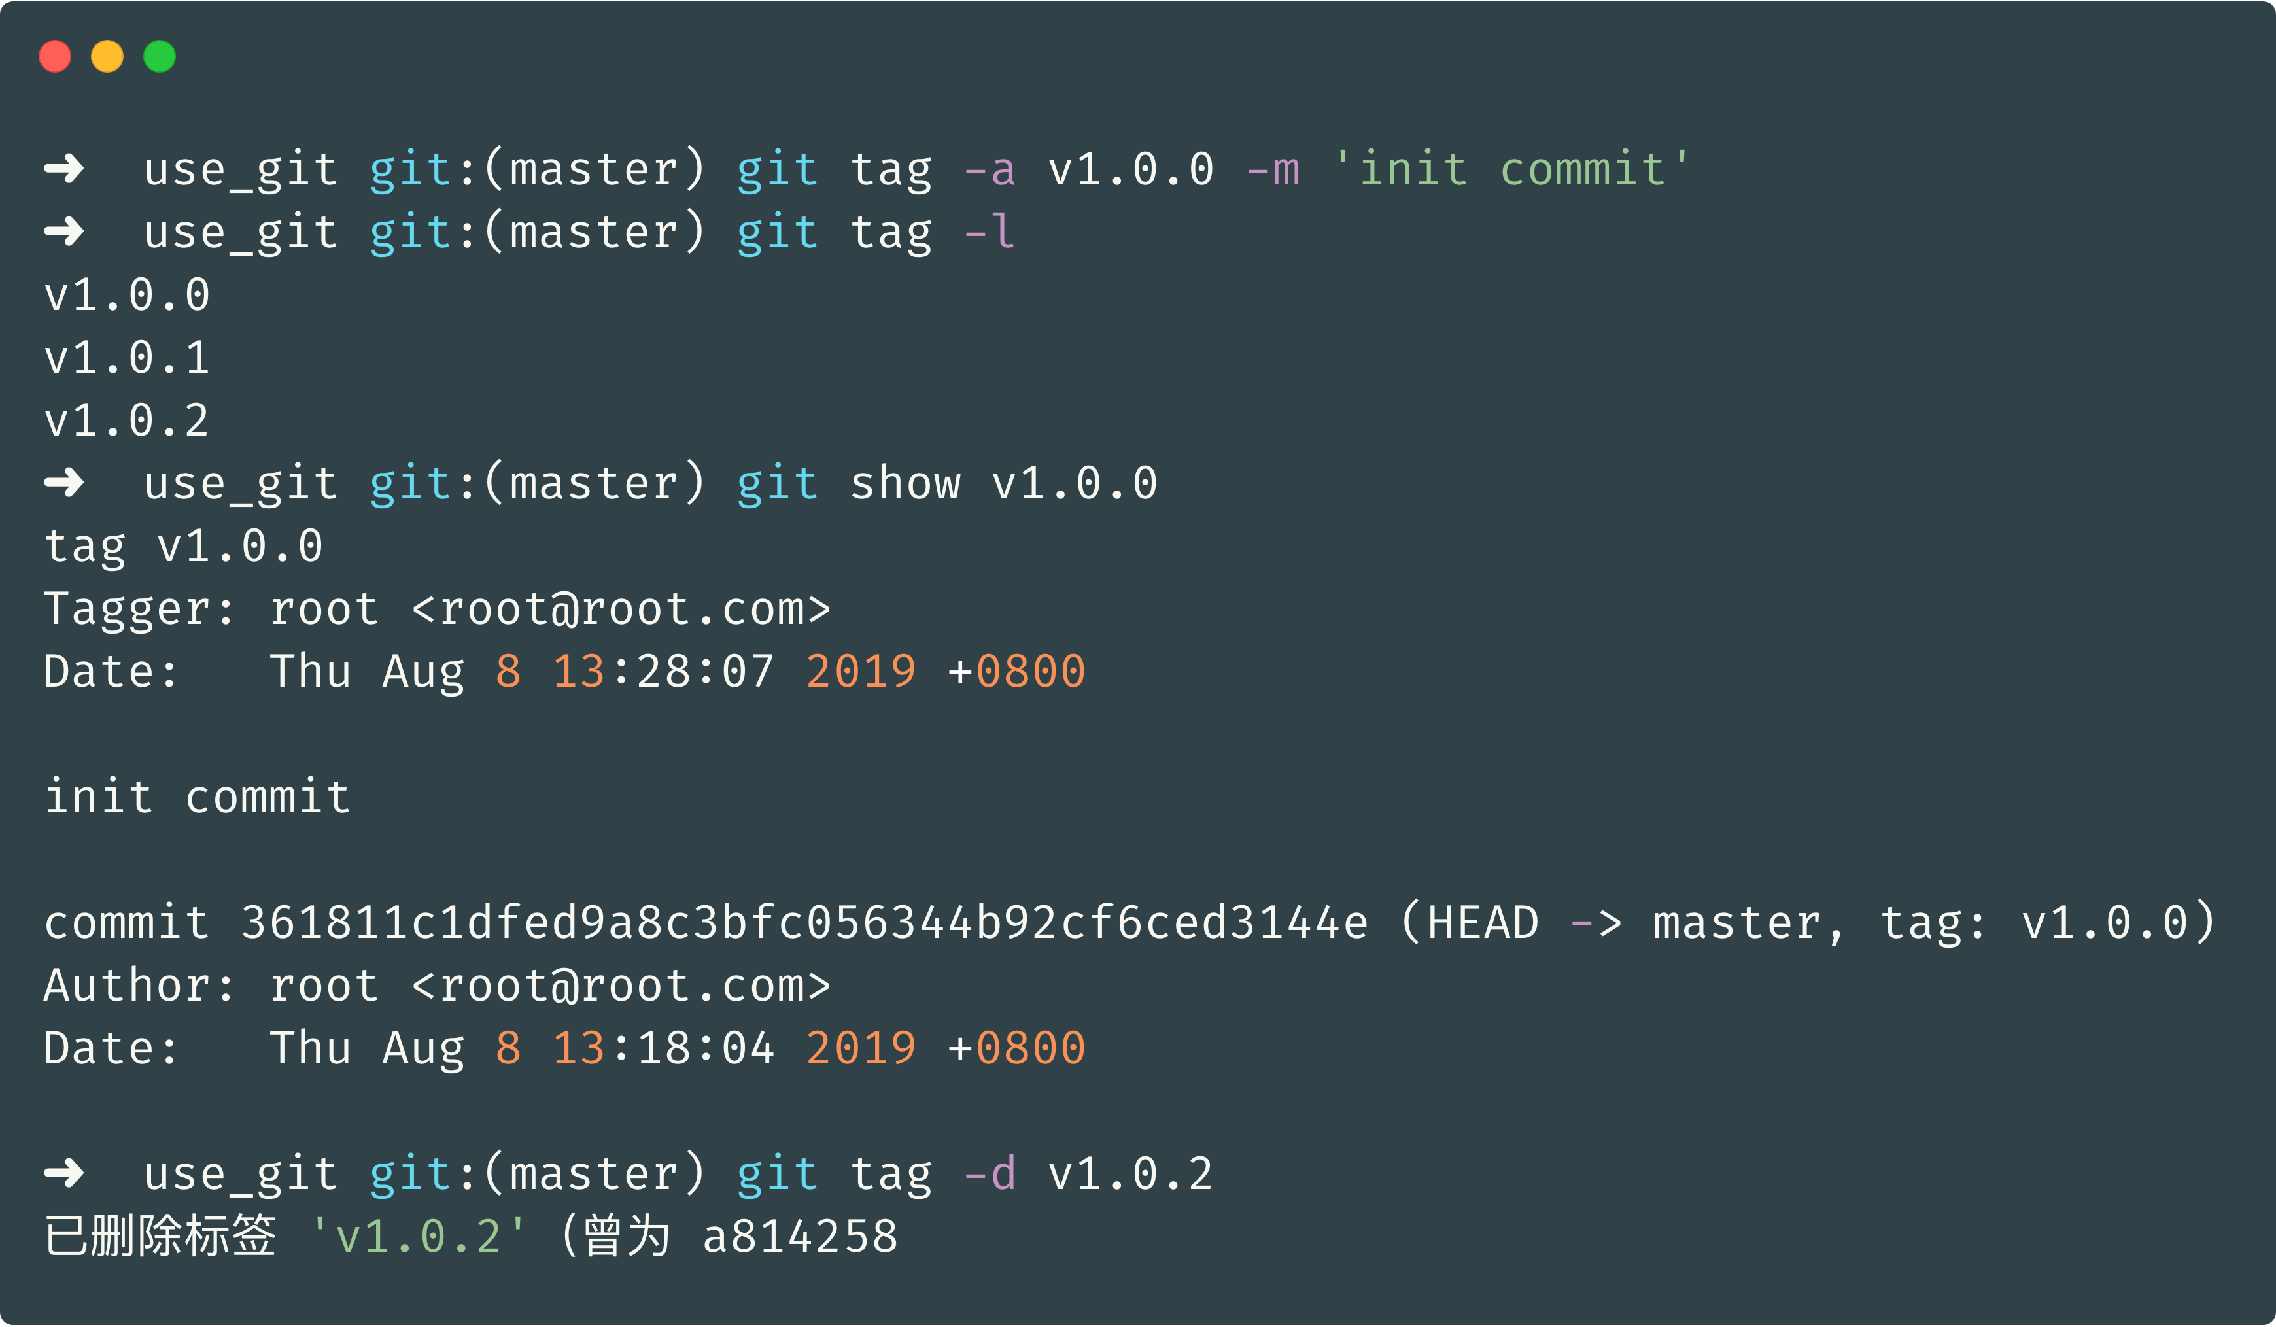 ➜  use_git git:(master) git tag -a v1.0.0 -m 'init commit'
➜  use_git git:(master) git tag -l
v1.0.0
v1.0.1
v1.0.2
➜  use_git git:(master) git show v1.0.0
tag v1.0.0
Tagger: root <root@root.com>
Date:   Thu Aug 8 13:28:07 2019 +0800
init commit
commit 361811c1dfed9a8c3bfc056344b92cf6ced3144e (HEAD -> master, tag: v1.0.0)
Author: root <root@root.com>
Date:   Thu Aug 8 13:18:04 2019 +0800
➜  use_git git:(master) git tag -d v1.0.2
已删除标签 'v1.0.2' (曾为 a814258